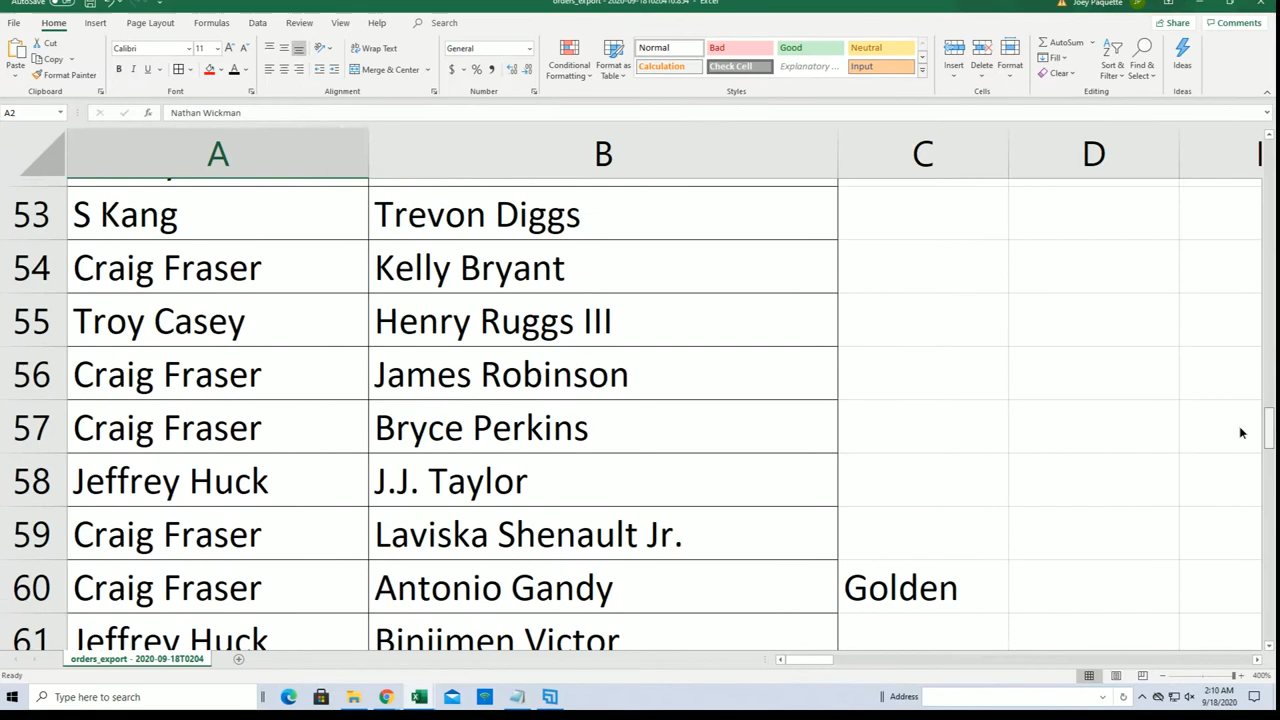 AutoSave Off orders_export - 2020-09-18T020410.854 - Excel Joey Paquette JP
File Home Insert Page Layout Formulas Data Review View Help Search Share Comments
Paste Cut Copy Format Painter Clipboard
Calibri 11 A A B I U A Font
Wrap Text Merge & Center Alignment
General $ % Number
Conditional Formatting Format as Table Normal Bad Good Neutral Calculation Check Cell Explanatory ... Input Styles
Insert Delete Format Cells
AutoSum Fill Clear Sort & Filter Find & Select Editing
Ideas Ideas
A2 fx Nathan Wickman
A B C D
53 S Kang Trevon Diggs
54 Craig Fraser Kelly Bryant
55 Troy Casey Henry Ruggs III
56 Craig Fraser James Robinson
57 Craig Fraser Bryce Perkins
58 Jeffrey Huck J.J. Taylor
59 Craig Fraser Laviska Shenault Jr.
60 Craig Fraser Antonio Gandy Golden
61 Jeffrey Huck Binjimen Victor
orders_export - 2020-09-18T0204
Ready 400%
Type here to search Address 2:10 AM
9/18/2020